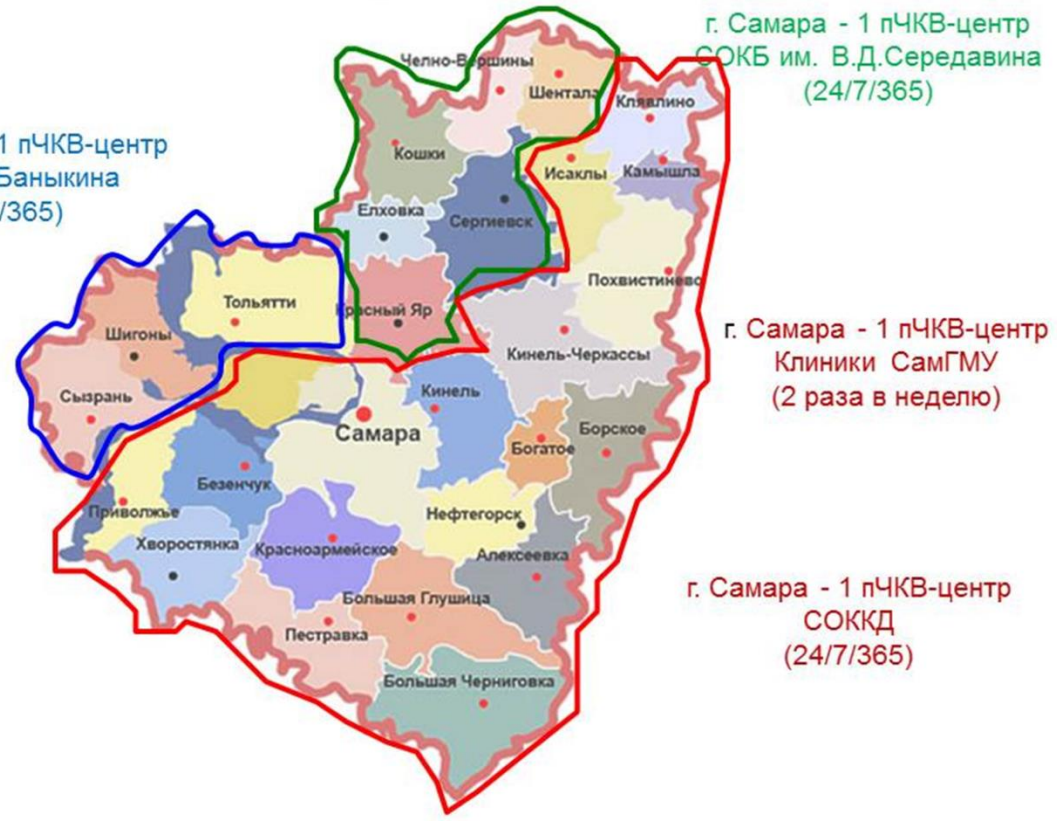 г. Самара - 1 пЧКВ-центр
СОКБ им. В.Д.Середавина
(24/7/365)
1 пЧКВ-центр
Баныкина
/365)
г. Самара - 1 пЧКВ-центр
Клиники СамГМУ
(2 раза в неделю)
г. Самара - 1 пЧКВ-центр
СОККД
(24/7/365)
Челно-Вершины
Шентала
Клявлино
Кошки
Исаклы
Камышла
Елховка
Сергиевск
Похвистнево
Тольятти
Красный Яр
Шигоны
Кинель-Черкассы
Сызрань
Кинель
Самара
Борское
Богатое
Безенчук
Приволжье
Нефтегорск
Хворостянка
Красноармейское
Алексеевка
Большая Глушица
Пестравка
Большая Черниговка